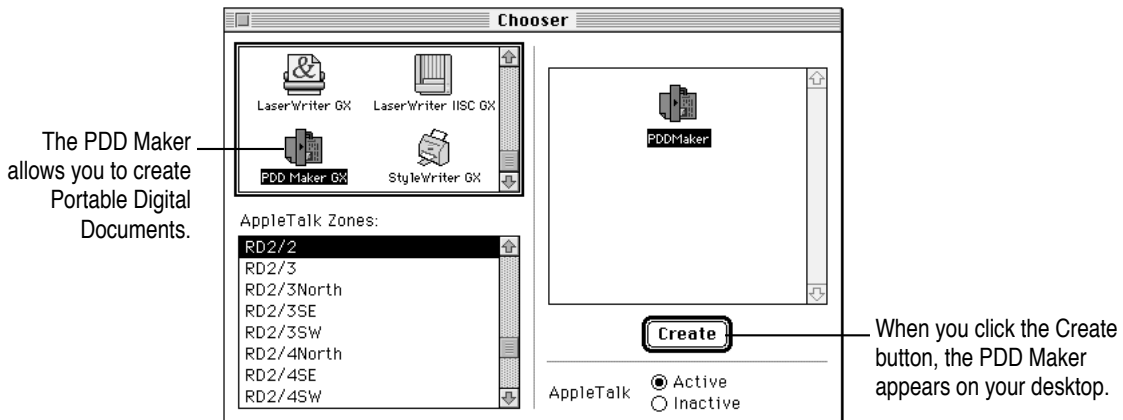 Chooser
LaserWriter GX
LaserWriter IISC GX
PDD Maker GX
StyleWriter GX
The PDD Maker
allows you to create
Portable Digital
Documents.
AppleTalk Zones:
RD2/2
RD2/3
RD2/3North
RD2/3SE
RD2/3SW
RD2/4North
RD2/4SE
RD2/4SW
PDDMaker
Create
When you click the Create
button, the PDD Maker
appears on your desktop.
AppleTalk
Active
Inactive